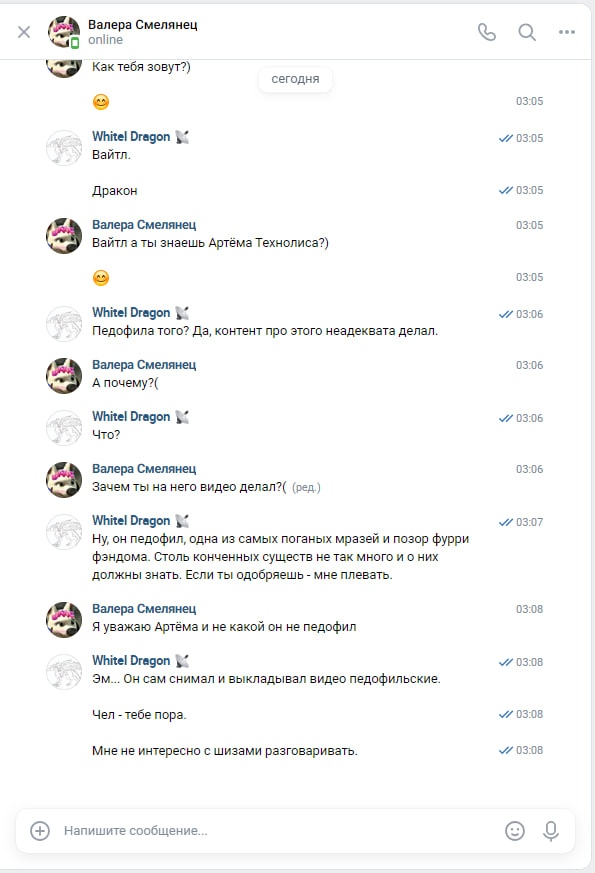 Валера Смелянец
online
Как тебя зовут?)
сегодня
😊 03:05
Whitel Dragon 03:05
Вайтл.
Дракон 03:05
Валера Смелянец 03:05
Вайтл а ты знаешь Артёма Технолиса?)
😊 03:05
Whitel Dragon 03:06
Педофила того? Да, контент про этого неадеквата делал.
Валера Смелянец 03:06
А почему?(
Whitel Dragon 03:06
Что?
Валера Смелянец 03:06
Зачем ты на него видео делал?( (ред.)
Whitel Dragon 03:07
Ну, он педофил, одна из самых поганых мразей и позор фурри
фэндома. Столь конченных существ не так много и о них
должны знать. Если ты одобряешь - мне плевать.
Валера Смелянец 03:08
Я уважаю Артёма и не какой он не педофил
Whitel Dragon 03:08
Эм... Он сам снимал и выкладывал видео педофильские.
Чел - тебе пора. 03:08
Мне не интересно с шизами разговаривать. 03:08
Напишите сообщение...